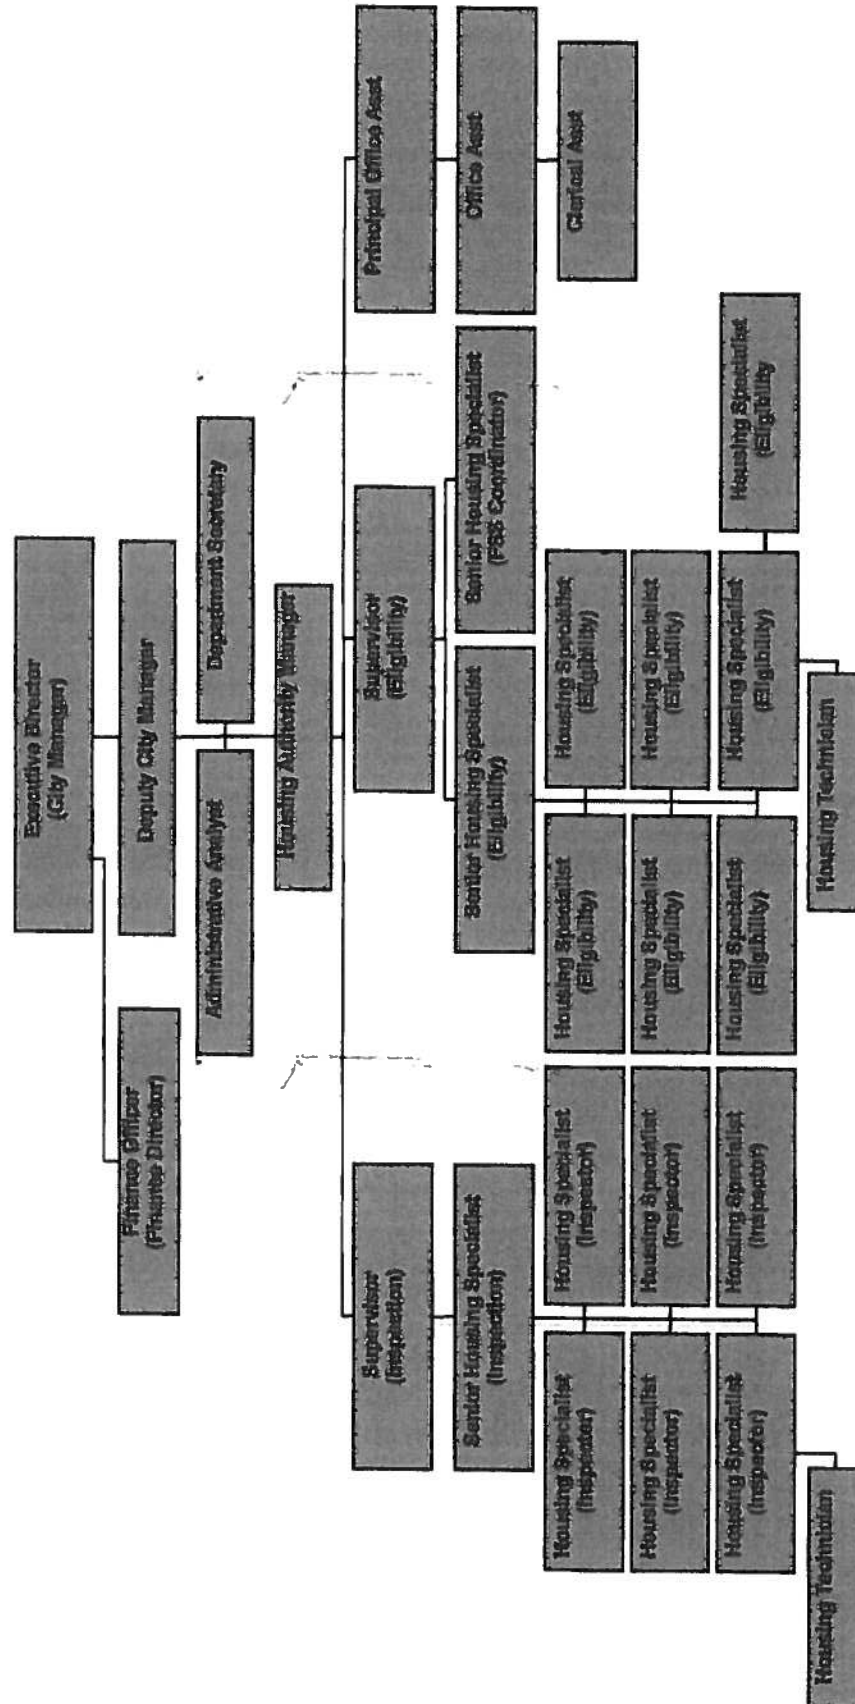 Executive Director
(City Manager)
Finance Officer
(Finance Director)
Deputy City Manager
Administrative Analyst
Department Secretary
Housing Authority Manager
Supervisor
(Inspection)
Supervisor
(Eligibility)
Principal Office Asst
Senior Housing Specialist
(Inspection)
Senior Housing Specialist
(Eligibility)
Senior Housing Specialist
(FSS Coordinator)
Office Asst
Housing Specialist
(Inspector)
Housing Specialist
(Inspector)
Housing Specialist
(Eligibility)
Housing Specialist
(Eligibility)
Clerical Asst
Housing Specialist
(Inspector)
Housing Specialist
(Inspector)
Housing Specialist
(Eligibility)
Housing Specialist
(Eligibility)
Housing Specialist
(Inspector)
Housing Specialist
(Inspector)
Housing Specialist
(Eligibility)
Housing Specialist
(Eligibility)
Housing Specialist
(Eligibility
Housing Technician
Housing Technician